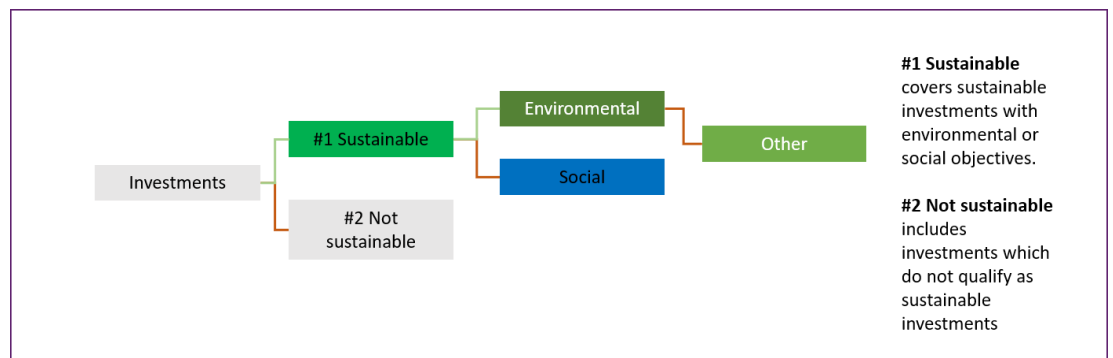 Investments
#1 Sustainable
#2 Not
sustainable
Environmental
Social
Other
#1 Sustainable
covers sustainable
investments with
environmental or
social objectives.
#2 Not sustainable
includes
investments which
do not qualify as
sustainable
investments